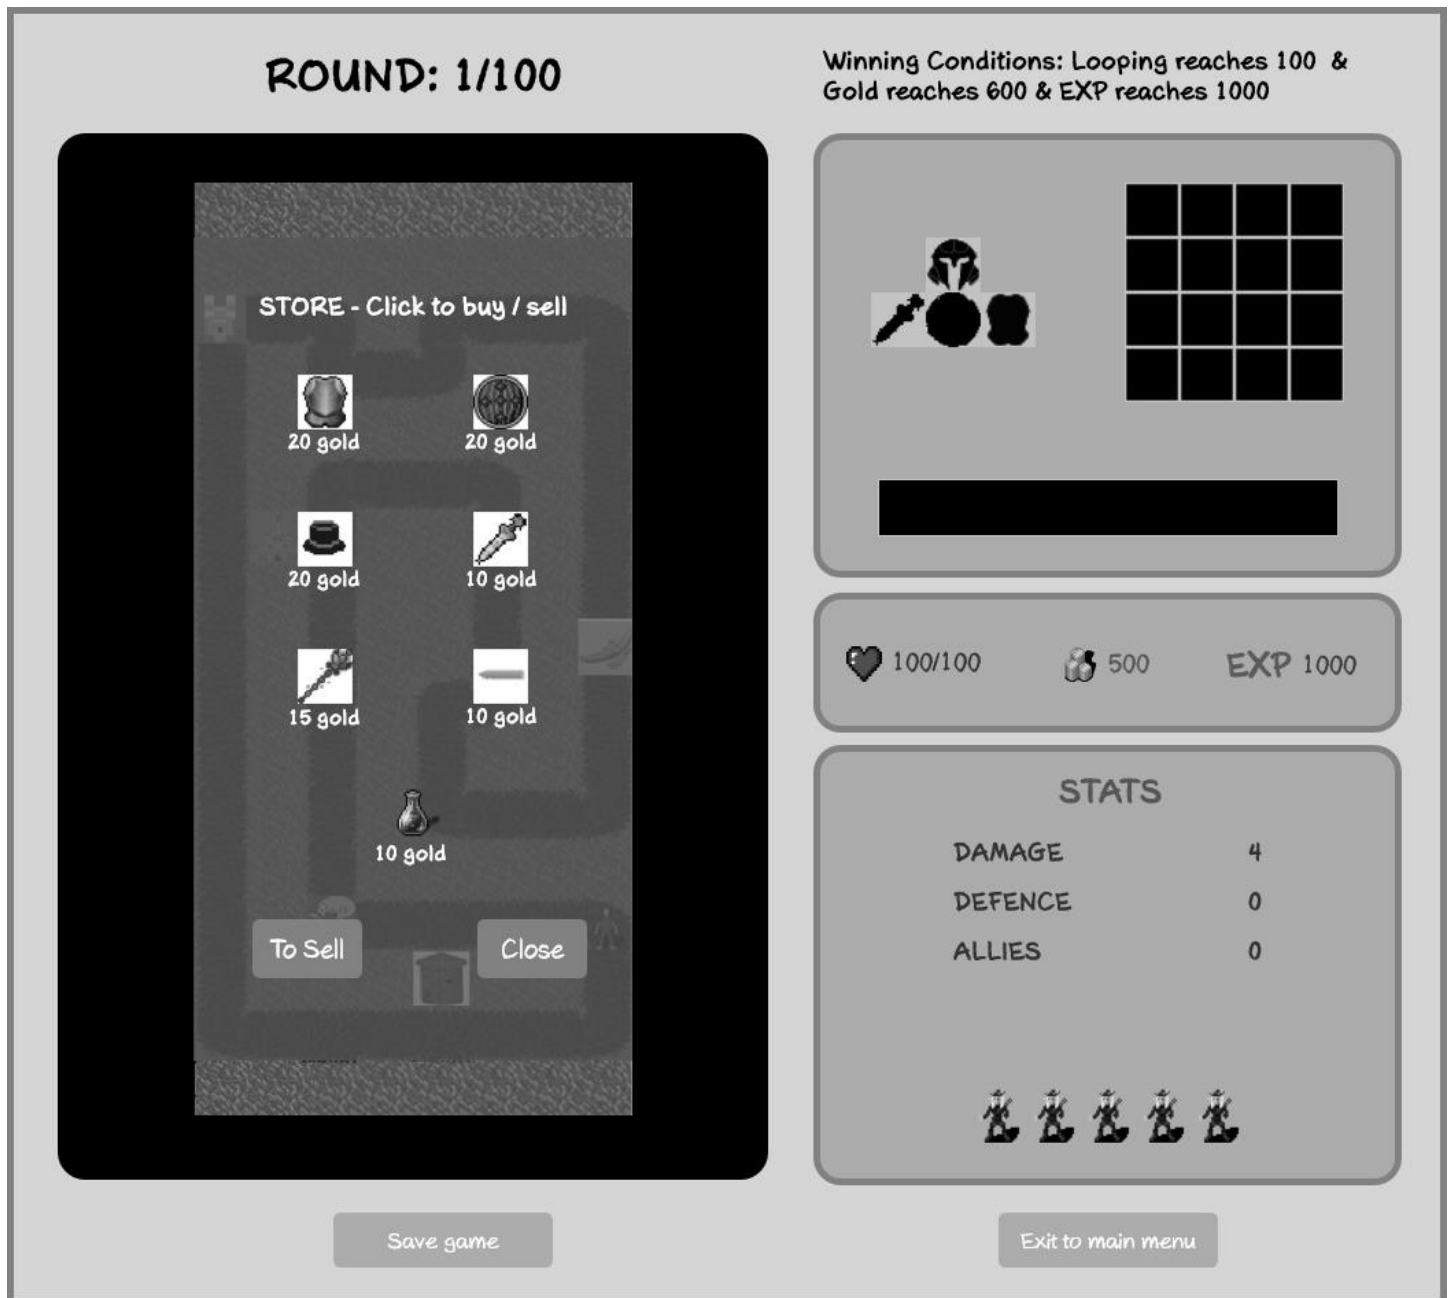 ROUND: 1/100
Winning Conditions: Looping reaches 100 &
Gold reaches 600 & EXP reaches 1000
STORE - Click to buy / sell
20 gold
20 gold
20 gold
10 gold
15 gold
10 gold
10 gold
To Sell
Close
100/100
500
EXP 1000
STATS
DAMAGE 4
DEFENCE 0
ALLIES 0
Save game
Exit to main menu